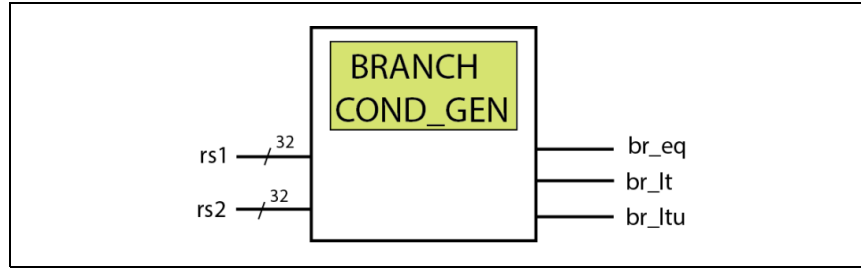 BRANCH
COND_GEN
rs1
32
rs2
32
br_eq
br_lt
br_ltu